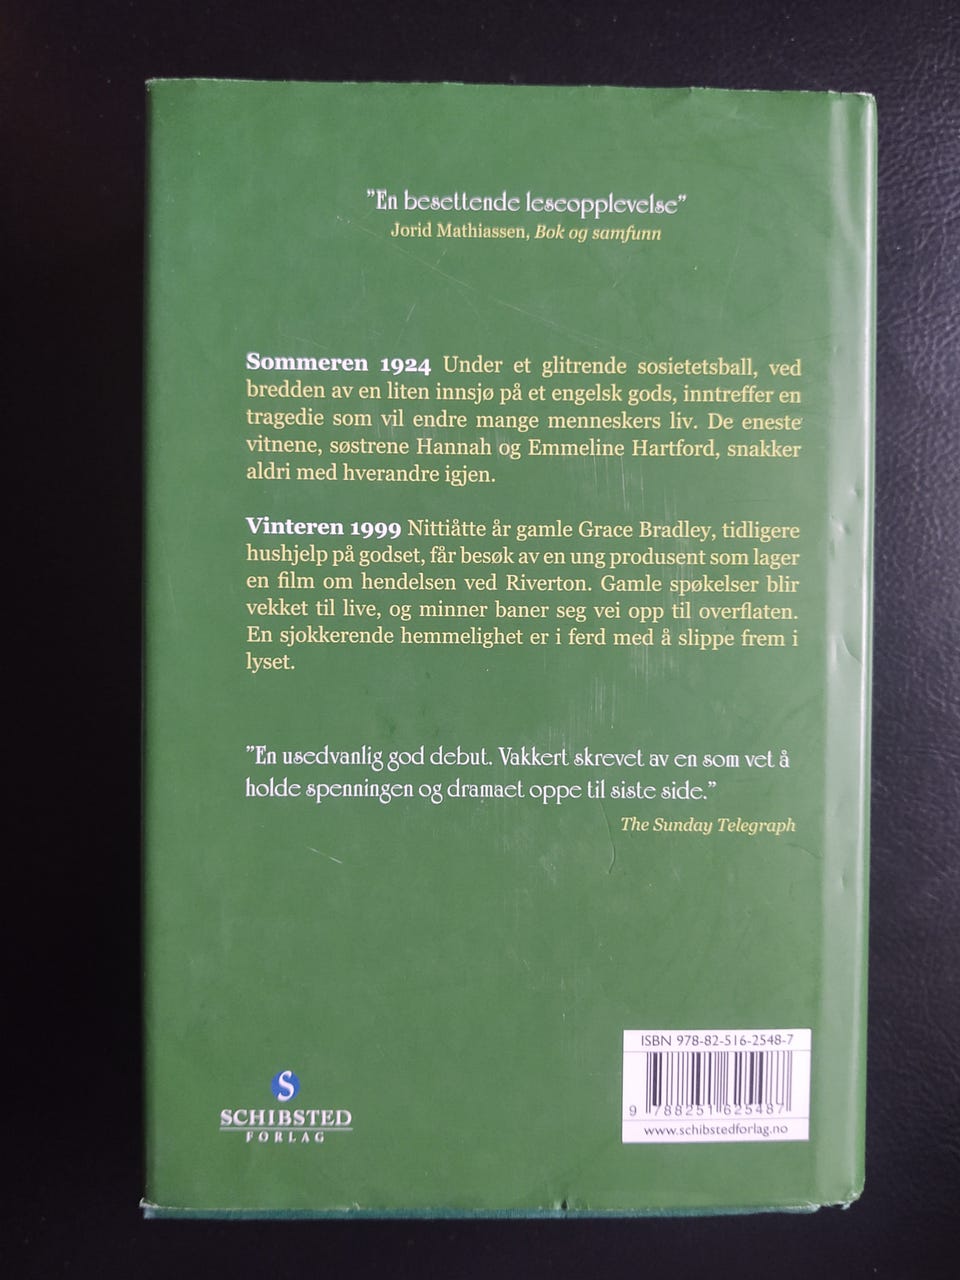 ”En besettende leseopplevelse”
Jorid Mathiassen, Bok og samfunn
Sommeren 1924 Under et glitrende sosietetsball, ved
bredden av en liten innsjø på et engelsk gods, inntreffer en
tragedie som vil endre mange menneskers liv. De eneste
vitnene, søstrene Hannah og Emmeline Hartford, snakker
aldri med hverandre igjen.
Vinteren 1999 Nittiåtte år gamle Grace Bradley, tidligere
hushjelp på godset, får besøk av en ung produsent som lager
en film om hendelsen ved Riverton. Gamle spøkelser blir
vekket til live, og minner baner seg vei opp til overflaten.
En sjokkerende hemmelighet er i ferd med å slippe frem i
lyset.
”En usedvanlig god debut. Vakkert skrevet av en som vet å
holde spenningen og dramaet oppe til siste side.”
The Sunday Telegraph
ISBN 978-82-516-2548-7
9 788251 625487
www.schibstedforlag.no
S
SCHIBSTED
FORLAG